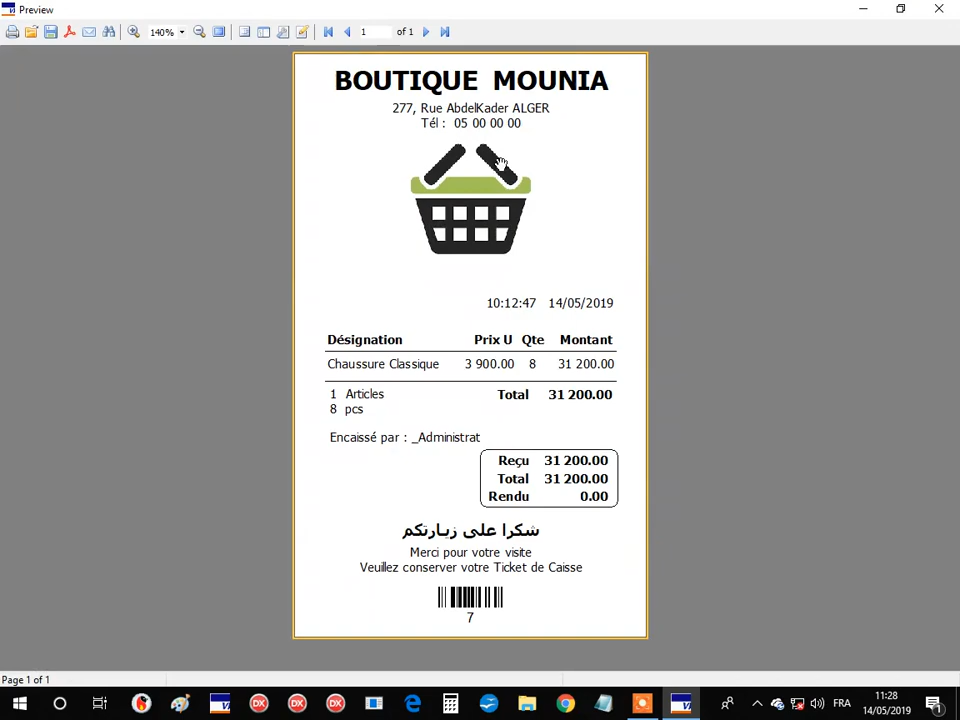 Preview
140%
1 of 1
BOUTIQUE MOUNIA
277, Rue AbdelKader ALGER
Tél : 05 00 00 00
10:12:47 14/05/2019
Désignation Prix U Qte Montant
Chaussure Classique 3 900.00 8 31 200.00
1 Articles Total 31 200.00
8 pcs
Encaissé par : _Administrat
Reçu 31 200.00
Total 31 200.00
Rendu 0.00
شكرا على زيارتكم
Merci pour votre visite
Veuillez conserver votre Ticket de Caisse
7
Page 1 of 1
DX DX DX FRA 11:28
14/05/2019